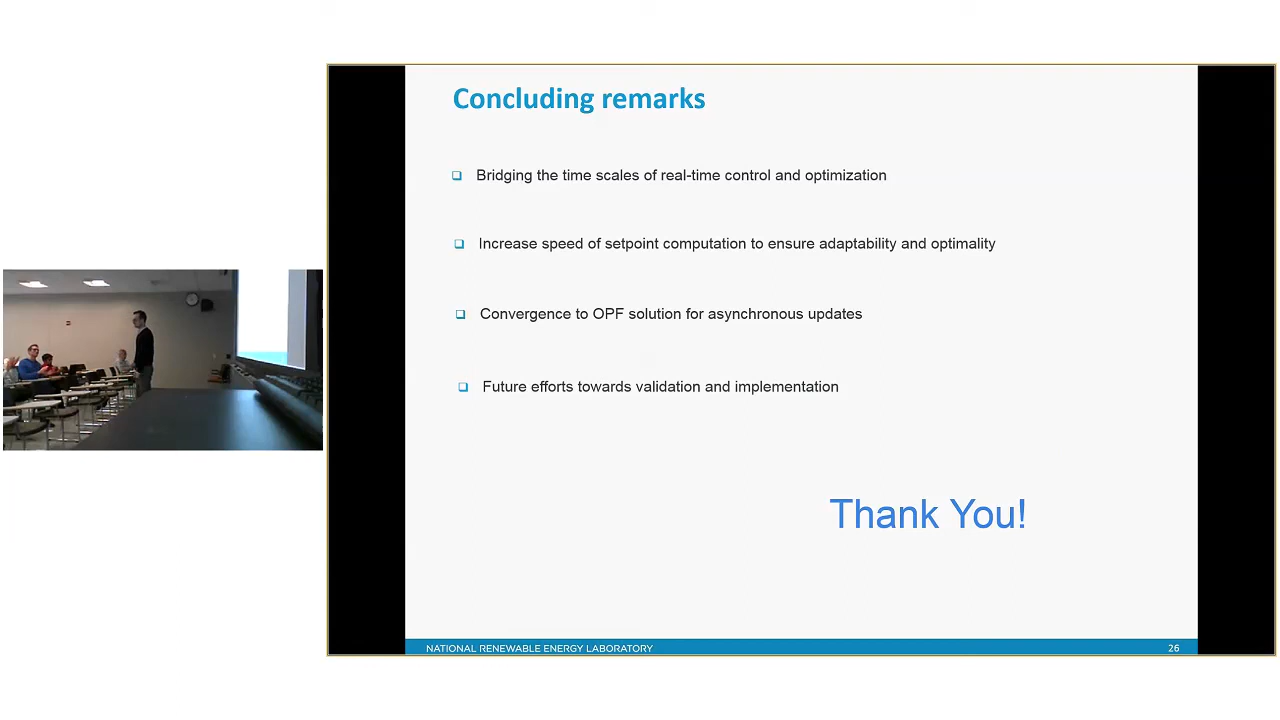 Concluding remarks
Bridging the time scales of real-time control and optimization
Increase speed of setpoint computation to ensure adaptability and optimality
Convergence to OPF solution for asynchronous updates
Future efforts towards validation and implementation
Thank You!
NATIONAL RENEWABLE ENERGY LABORATORY
26